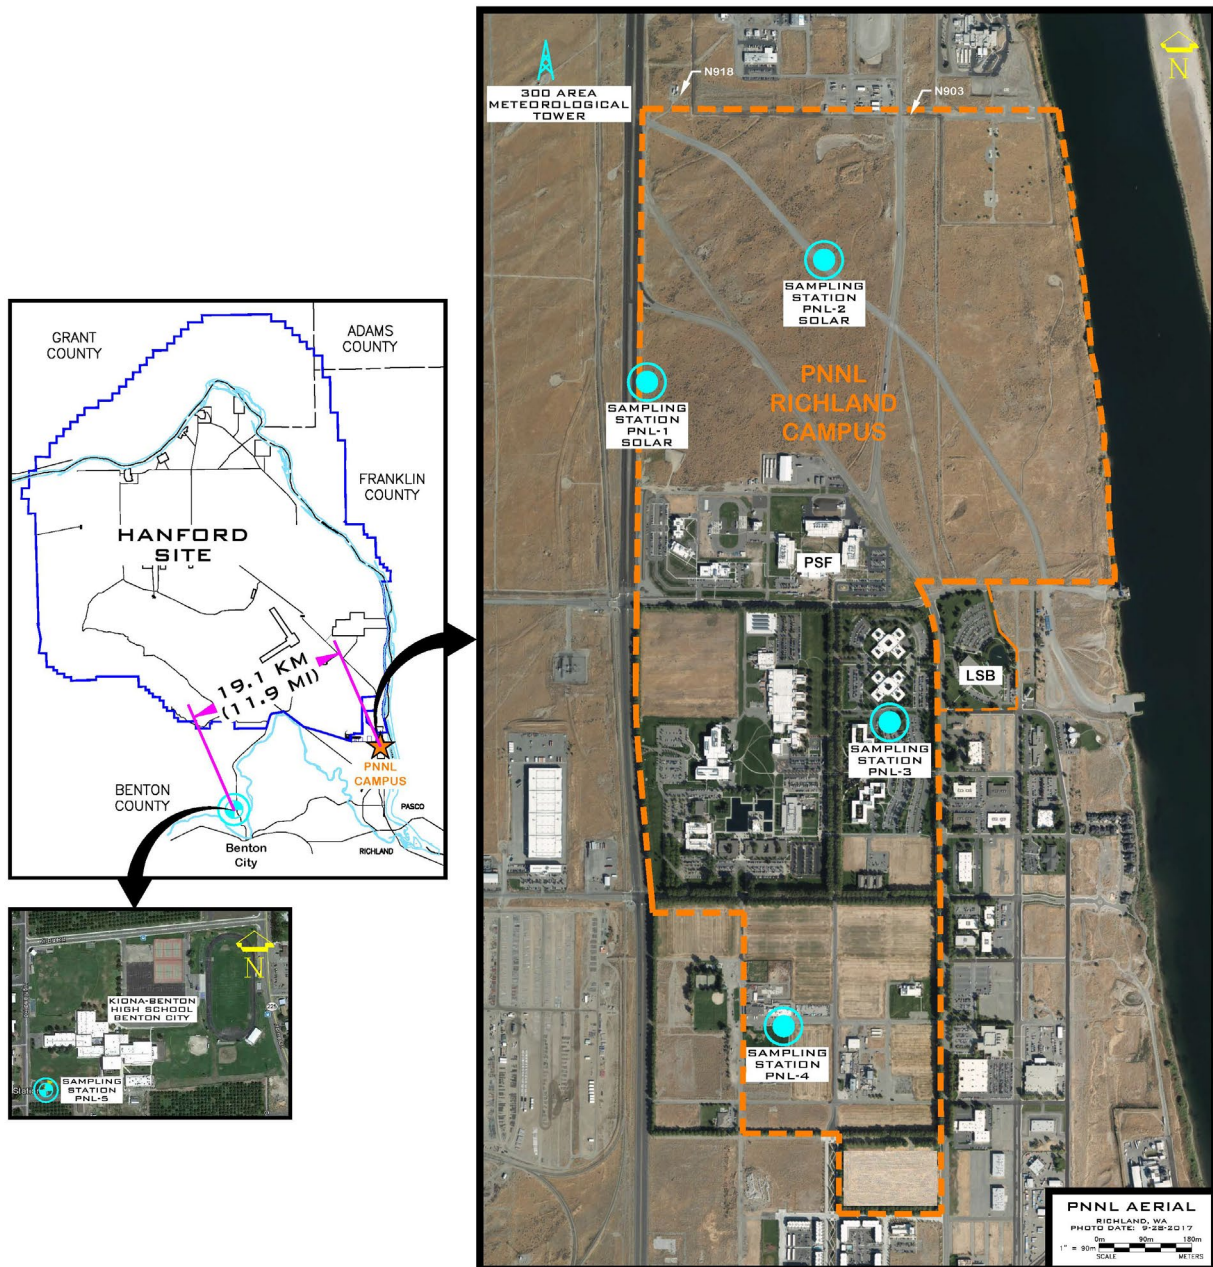 GRANT
COUNTY
ADAMS
COUNTY
FRANKLIN
COUNTY
HANFORD
SITE
19.1 KM
(11.9 MI)
PNNL
CAMPUS
BENTON
COUNTY
PASCO
Benton
City
RICHLAND
N
KIONA-BENTON
HIGH SCHOOL
BENTON CITY
225
SAMPLING
STATION
PNL-5
300 AREA
METEOROLOGICAL
TOWER
N918
N903
N
SAMPLING
STATION
PNL-2
SOLAR
SAMPLING
STATION
PNL-1
SOLAR
PNNL
RICHLAND
CAMPUS
PSF
LSB
SAMPLING
STATION
PNL-3
SAMPLING
STATION
PNL-4
PNNL AERIAL
RICHLAND, WA
PHOTO DATE: 9-28-2017
0m 90m 180m
1" = 90m
SCALE METERS